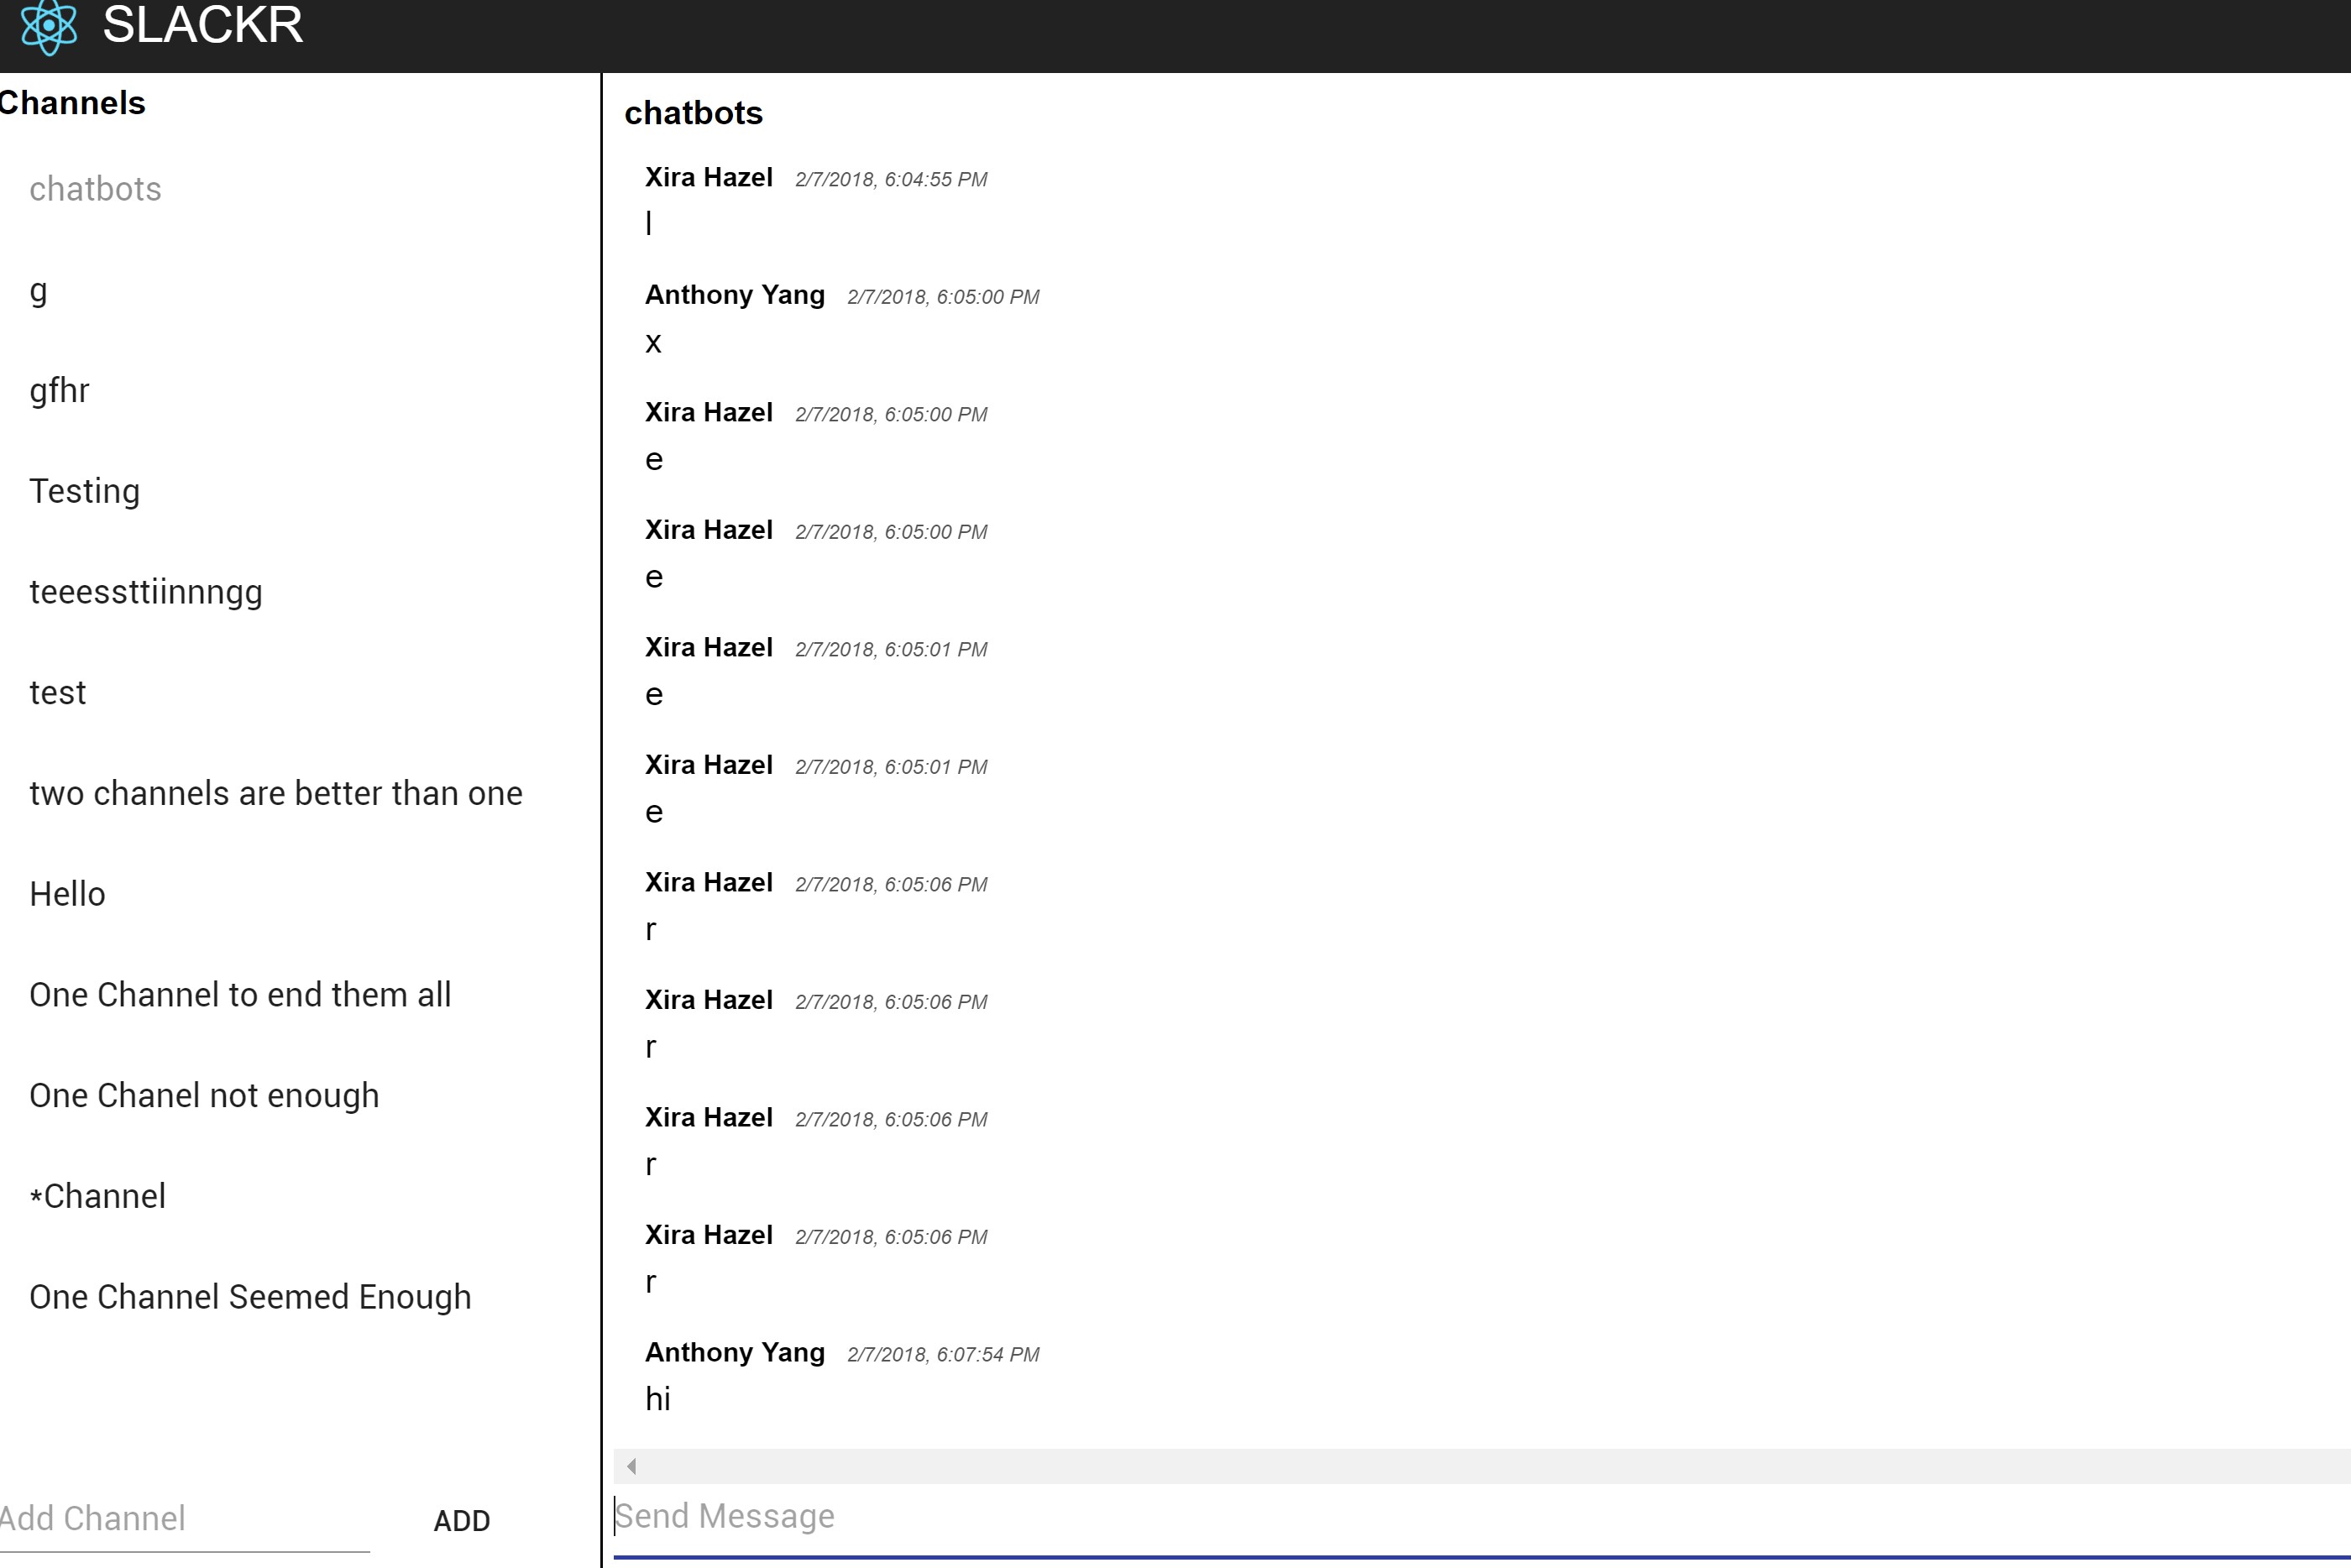 SLACKR
Channels
chatbots
g
gfhr
Testing
teeessttiinnngg
test
two channels are better than one
Hello
One Channel to end them all
One Chanel not enough
*Channel
One Channel Seemed Enough
Add Channel ADD
chatbots
Xira Hazel 2/7/2018, 6:04:55 PM
l
Anthony Yang 2/7/2018, 6:05:00 PM
x
Xira Hazel 2/7/2018, 6:05:00 PM
e
Xira Hazel 2/7/2018, 6:05:00 PM
e
Xira Hazel 2/7/2018, 6:05:01 PM
e
Xira Hazel 2/7/2018, 6:05:01 PM
e
Xira Hazel 2/7/2018, 6:05:06 PM
r
Xira Hazel 2/7/2018, 6:05:06 PM
r
Xira Hazel 2/7/2018, 6:05:06 PM
r
Xira Hazel 2/7/2018, 6:05:06 PM
r
Anthony Yang 2/7/2018, 6:07:54 PM
hi
Send Message